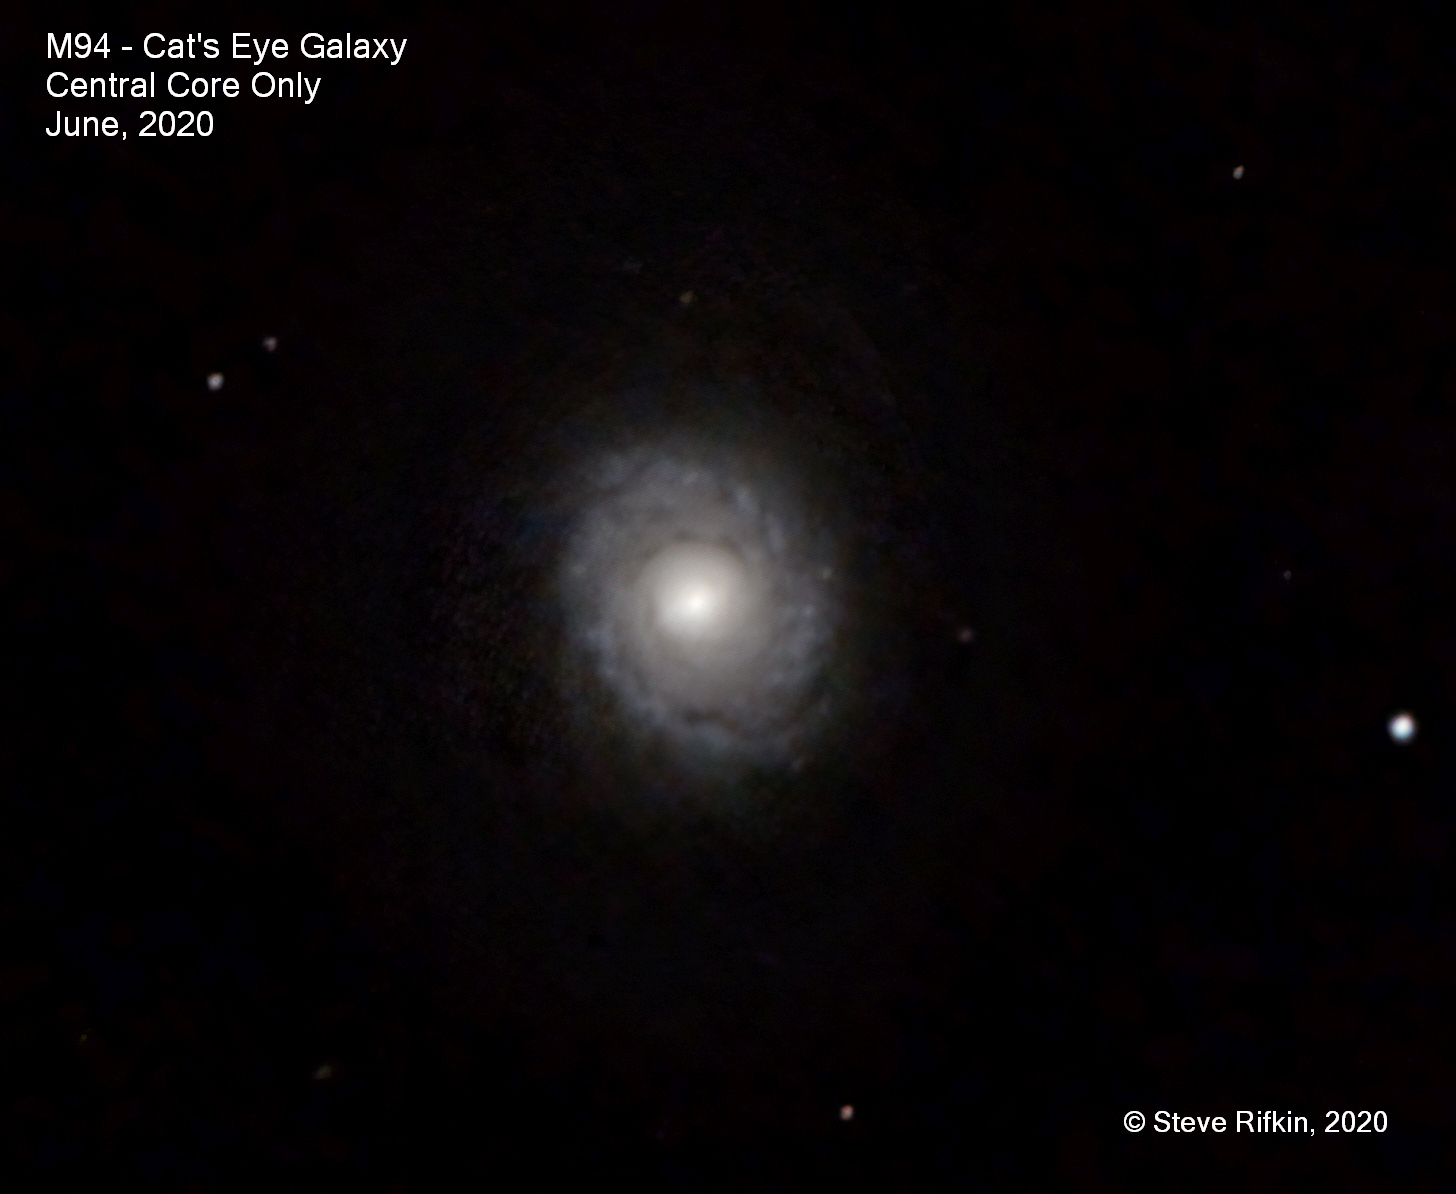 M94 - Cat's Eye Galaxy
Central Core Only
June, 2020
© Steve Rifkin, 2020